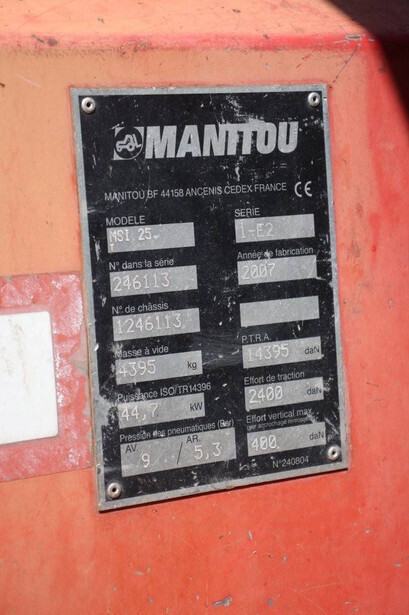 MANITOU
MANITOU BF 44158 ANCENIS CEDEX FRANCE CE
MODELE
SERIE
MSI 25
1-E2
N° dans la série
Année de fabrication
246113
2007
N° de châssis
1246113
Masse à vide
P.T.R.A.
4395 kg
14395 daN
Puissance ISO/TR14396
Effort de traction
44,7 kW
2400 daN
Pression des pneumatiques (Bar)
Effort vertical max
sur accrochage remorque
AV. AR.
9 / 5,3
400 daN
N°240804